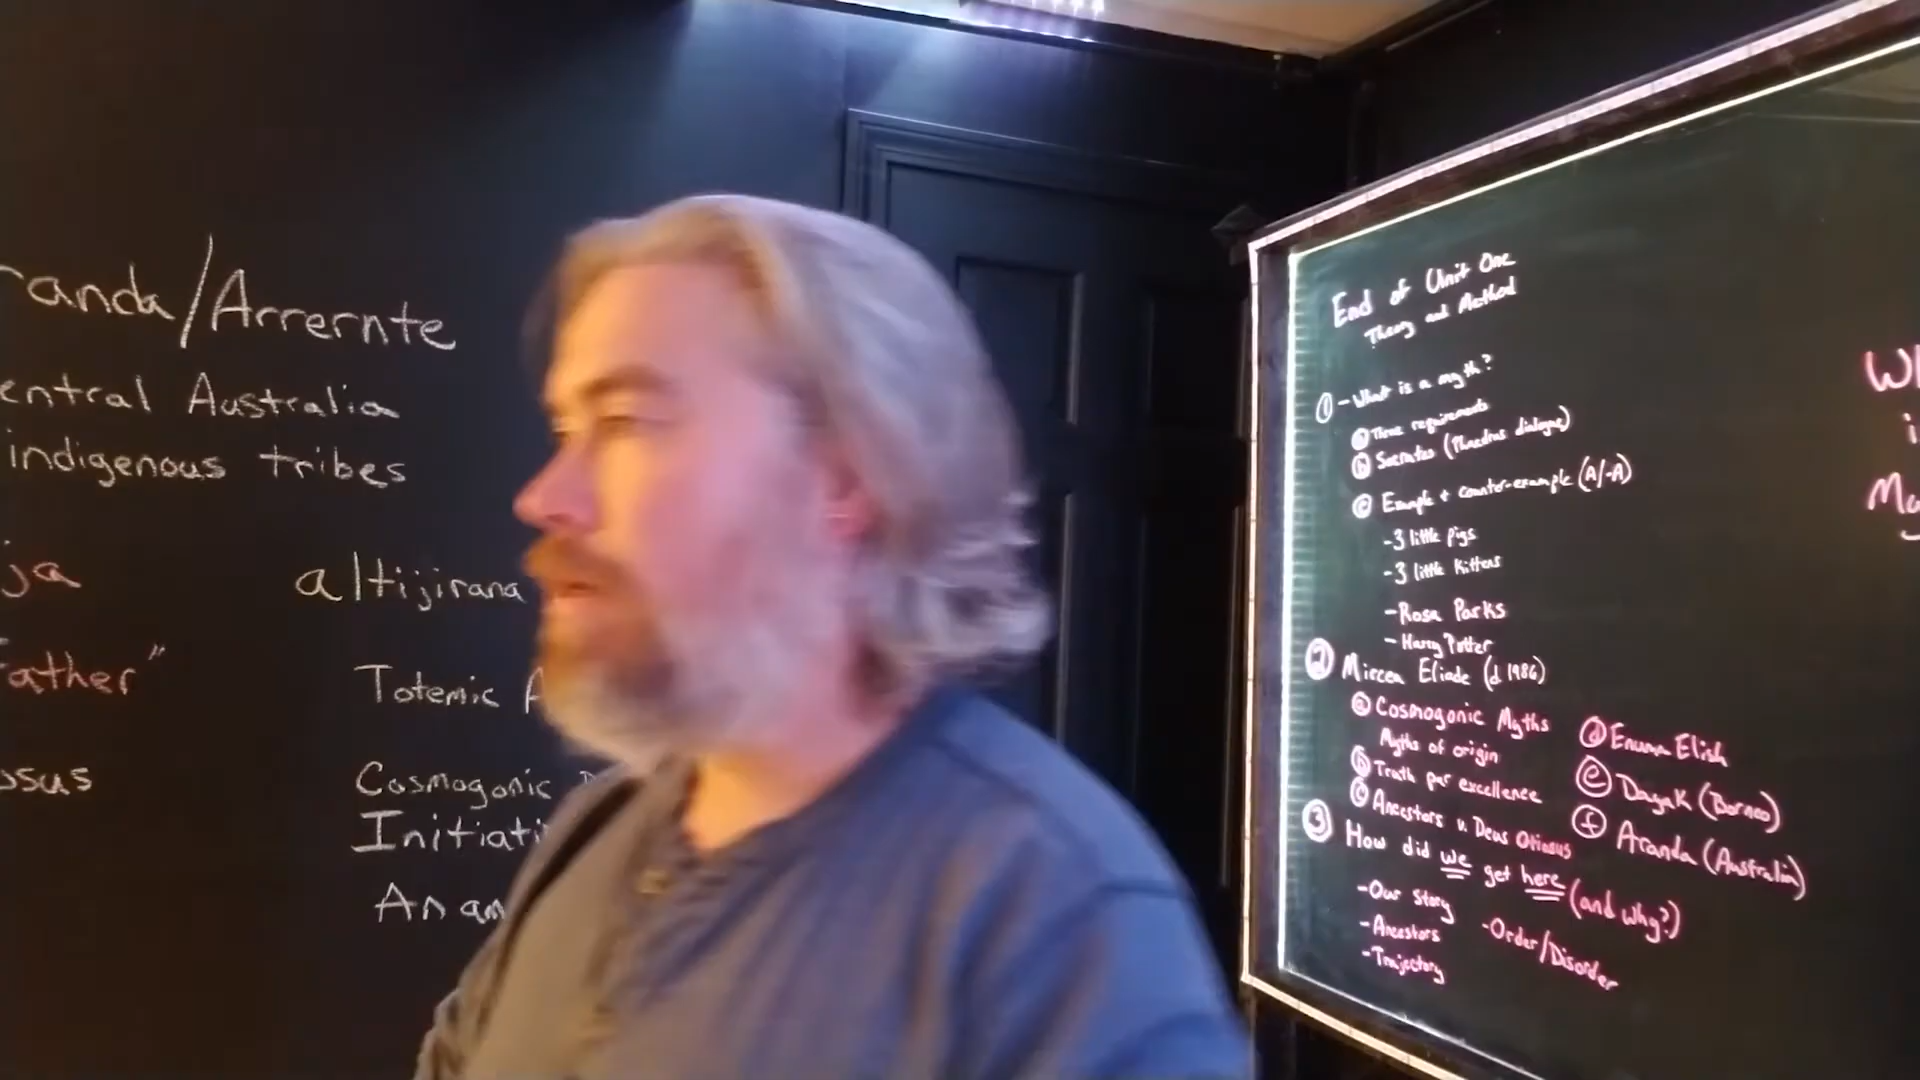 randa/Arrernte
entral Australia
indigenous tribes
ja
altijirana
ather"
Totemic
Cosmogonic
Initiati
An am
End of Unit One
Theory and Method
① - What is a myth?
ⓐ Three requirements
ⓑ Socrates (Phaedrus dialogue)
ⓒ Example + counter-example (A/-A)
-3 little pigs
-3 little kittens
-Rosa Parks
- Harry Potter
② Mircea Eliade (d. 1986)
ⓐ Cosmogonic Myths
Myths of origin
ⓑ Truth par excellence
ⓒ Ancestors v. Deus Otiosus
ⓓ Enuma Elish
ⓔ Dayak (Borneo)
ⓕ Aranda (Australia)
③ How did we get here (and why?)
-Our Story
-Ancestors
-Trajectory
-Order/Disorder